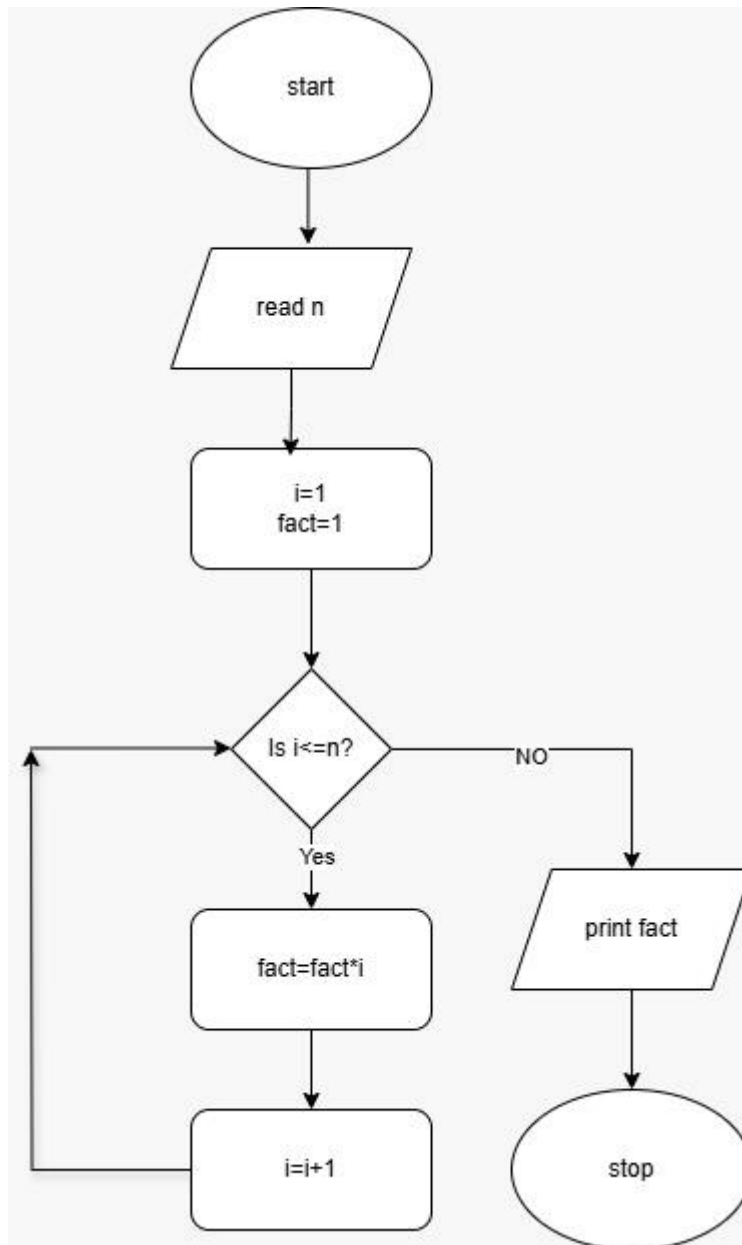 start
read n
i=1
fact=1
Is i<=n?
NO
Yes
print fact
fact=fact*i
i=i+1
stop